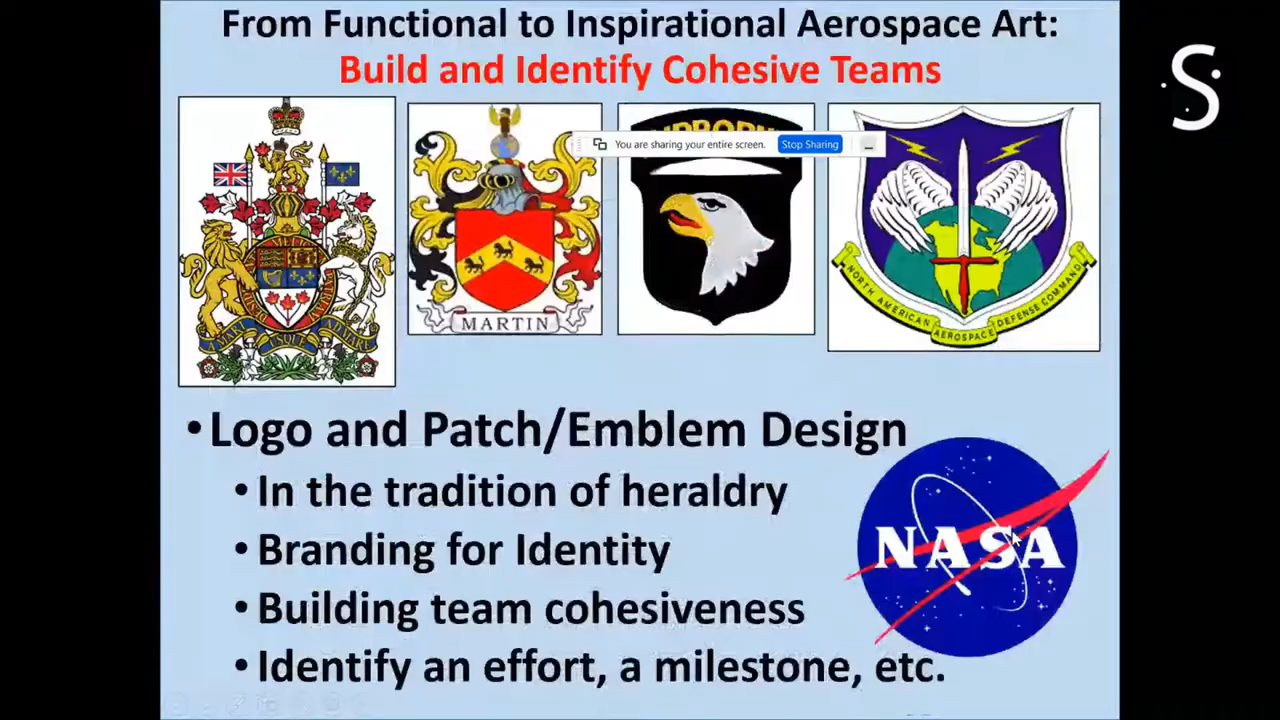 From Functional to Inspirational Aerospace Art:
Build and Identify Cohesive Teams
S
You are sharing your entire screen.
Stop Sharing
MARTIN
NORTH AMERICAN AEROSPACE DEFENSE COMMAND
•Logo and Patch/Emblem Design
•In the tradition of heraldry
•Branding for Identity
•Building team cohesiveness
•Identify an effort, a milestone, etc.
NASA